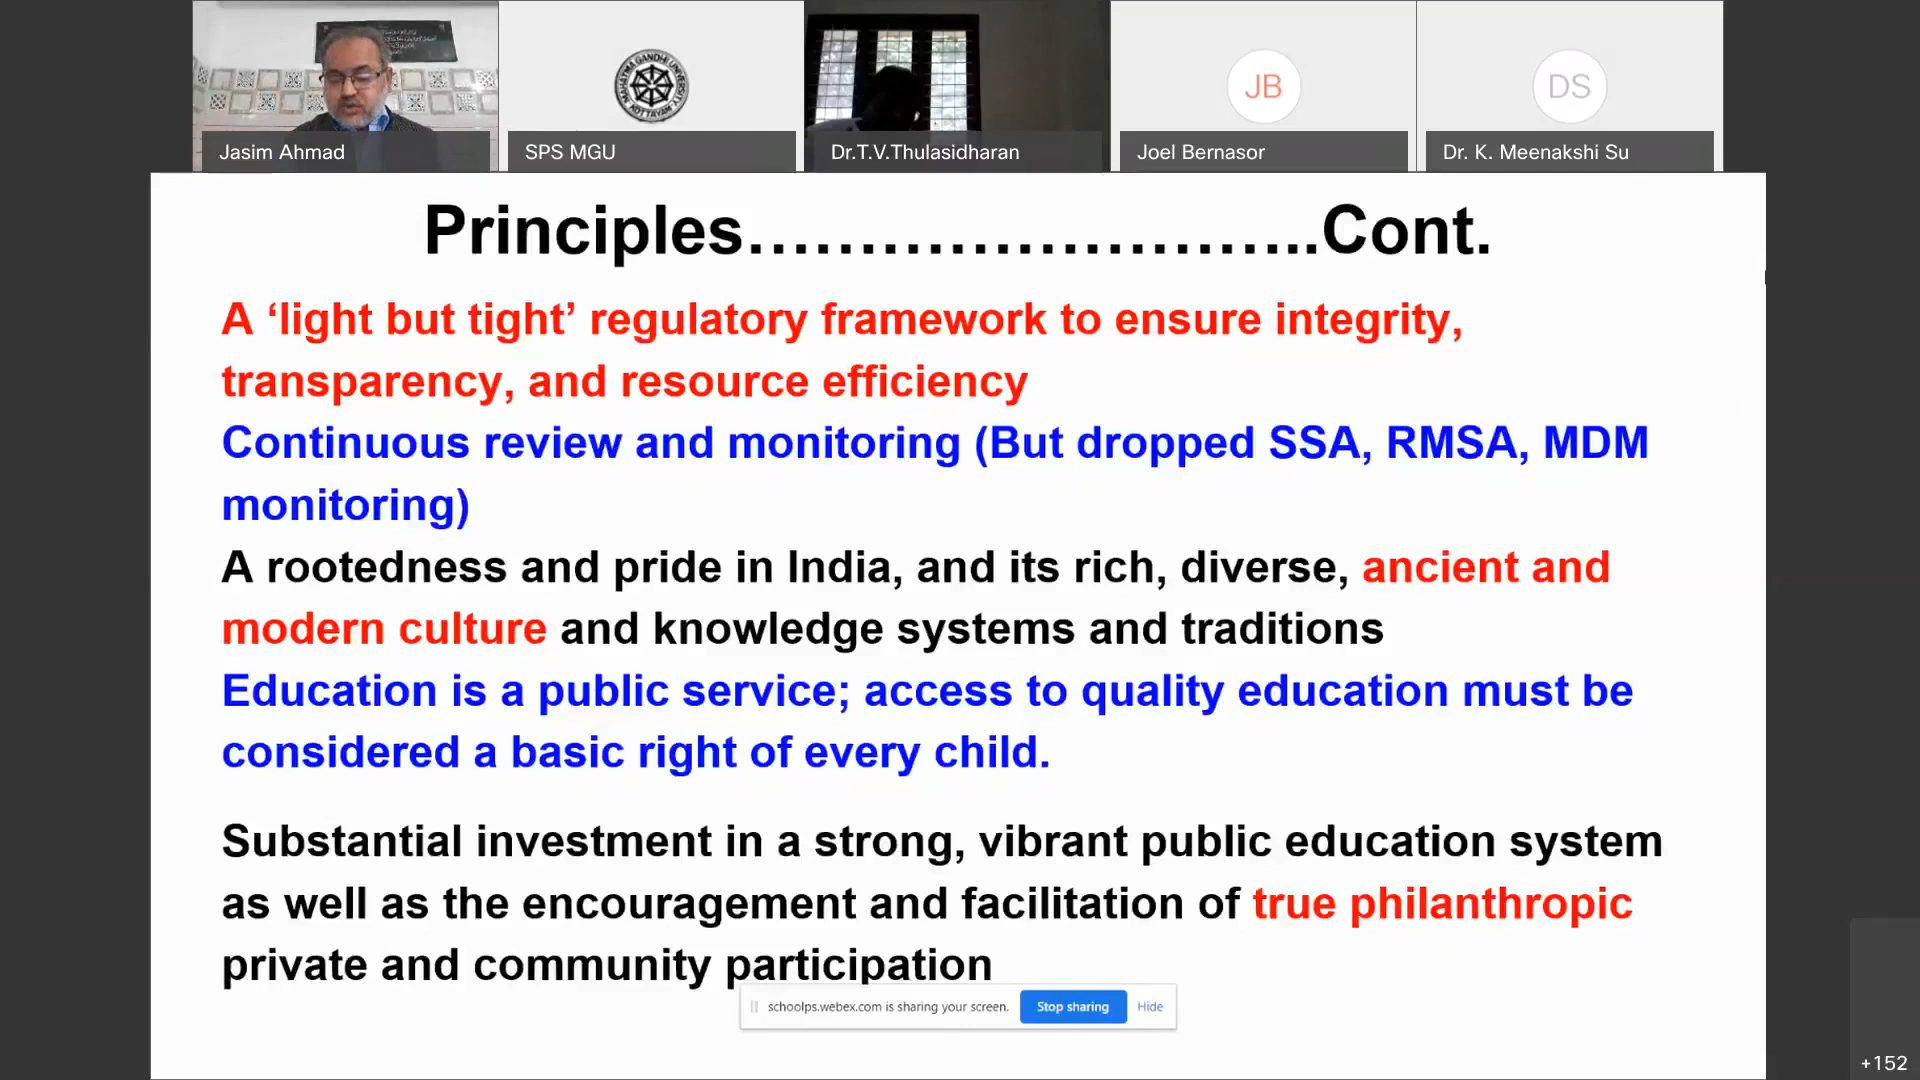 Jasim Ahmad
MAHATMA GANDHI UNIVERSITY
KOTTAYAM
SPS MGU
Dr.T.V.Thulasidharan
JB
Joel Bernasor
DS
Dr. K. Meenakshi Su
Principles……………………..Cont.
A ‘light but tight’ regulatory framework to ensure integrity,
transparency, and resource efficiency
Continuous review and monitoring (But dropped SSA, RMSA, MDM
monitoring)
A rootedness and pride in India, and its rich, diverse, ancient and
modern culture and knowledge systems and traditions
Education is a public service; access to quality education must be
considered a basic right of every child.
Substantial investment in a strong, vibrant public education system
as well as the encouragement and facilitation of true philanthropic
private and community participation
schoolps.webex.com is sharing your screen.
Stop sharing
Hide
+152